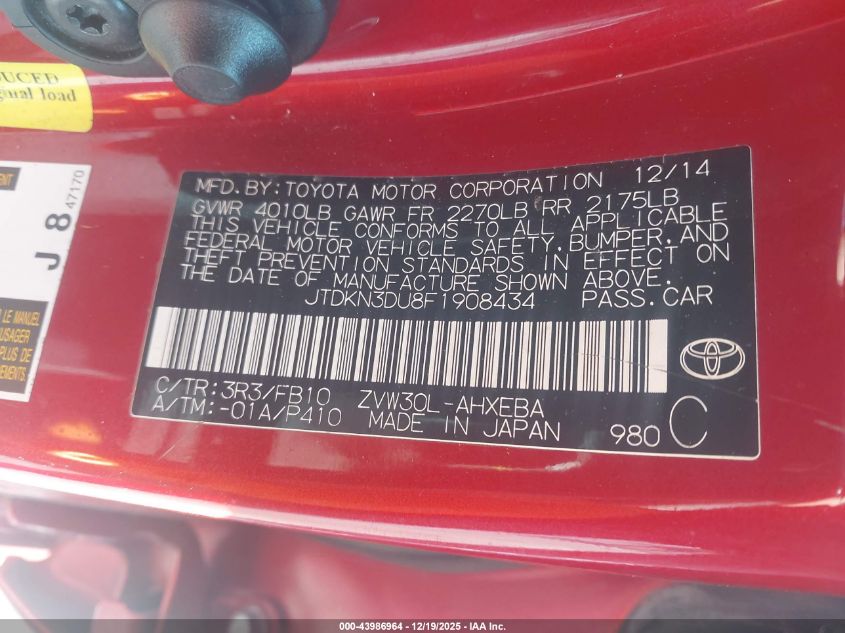 UCED
ginal load
ENT
J 8 47170
LE MANUEL
USAGER
PLUS DE
NEMENTS.
MFD.BY:TOYOTA MOTOR CORPORATION 12/14
GVWR 4010LB GAWR FR 2270LB RR 2175LB
THIS VEHICLE CONFORMS TO ALL APPLICABLE
FEDERAL MOTOR VEHICLE SAFETY,BUMPER,AND
THEFT PREVENTION STANDARDS IN EFFECT ON
THE DATE OF MANUFACTURE SHOWN ABOVE.
JTDKN3DU8F1908434 PASS.CAR
C/TR:3R3/FB10 ZVW30L-AHXEBA
A/TM:-01A/P410 MADE IN JAPAN 980 C
000-43986964 - 12/19/2025 - IAA Inc.